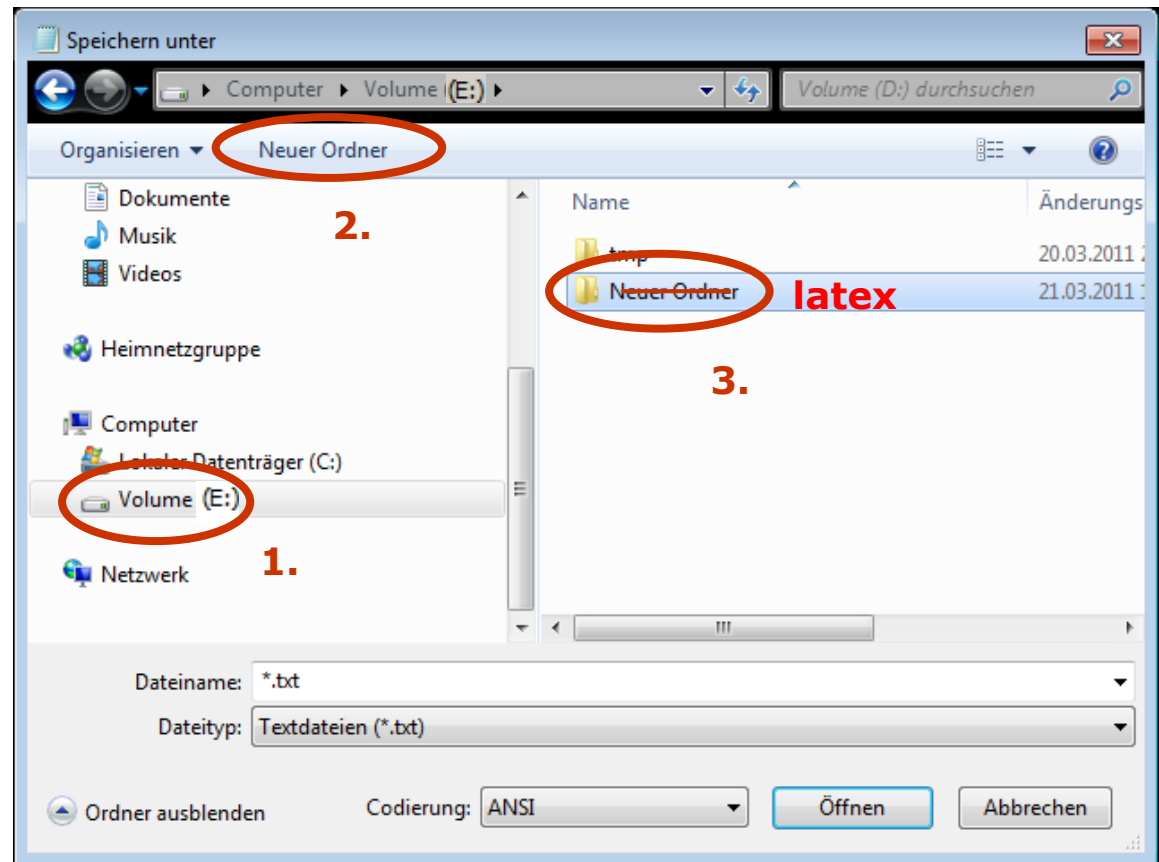 Speichern unter
Computer Volume (E:)
Volume (D:) durchsuchen
Organisieren Neuer Ordner
Dokumente
Musik
Videos
2.
Heimnetzgruppe
Computer
Lokaler Datenträger (C:)
Volume (E:)
1.
Netzwerk
Name Änderungs
tmp 20.03.2011
Neuer Ordner latex 21.03.2011
3.
Dateiname: *.txt
Dateityp: Textdateien (*.txt)
Ordner ausblenden Codierung: ANSI Öffnen Abbrechen